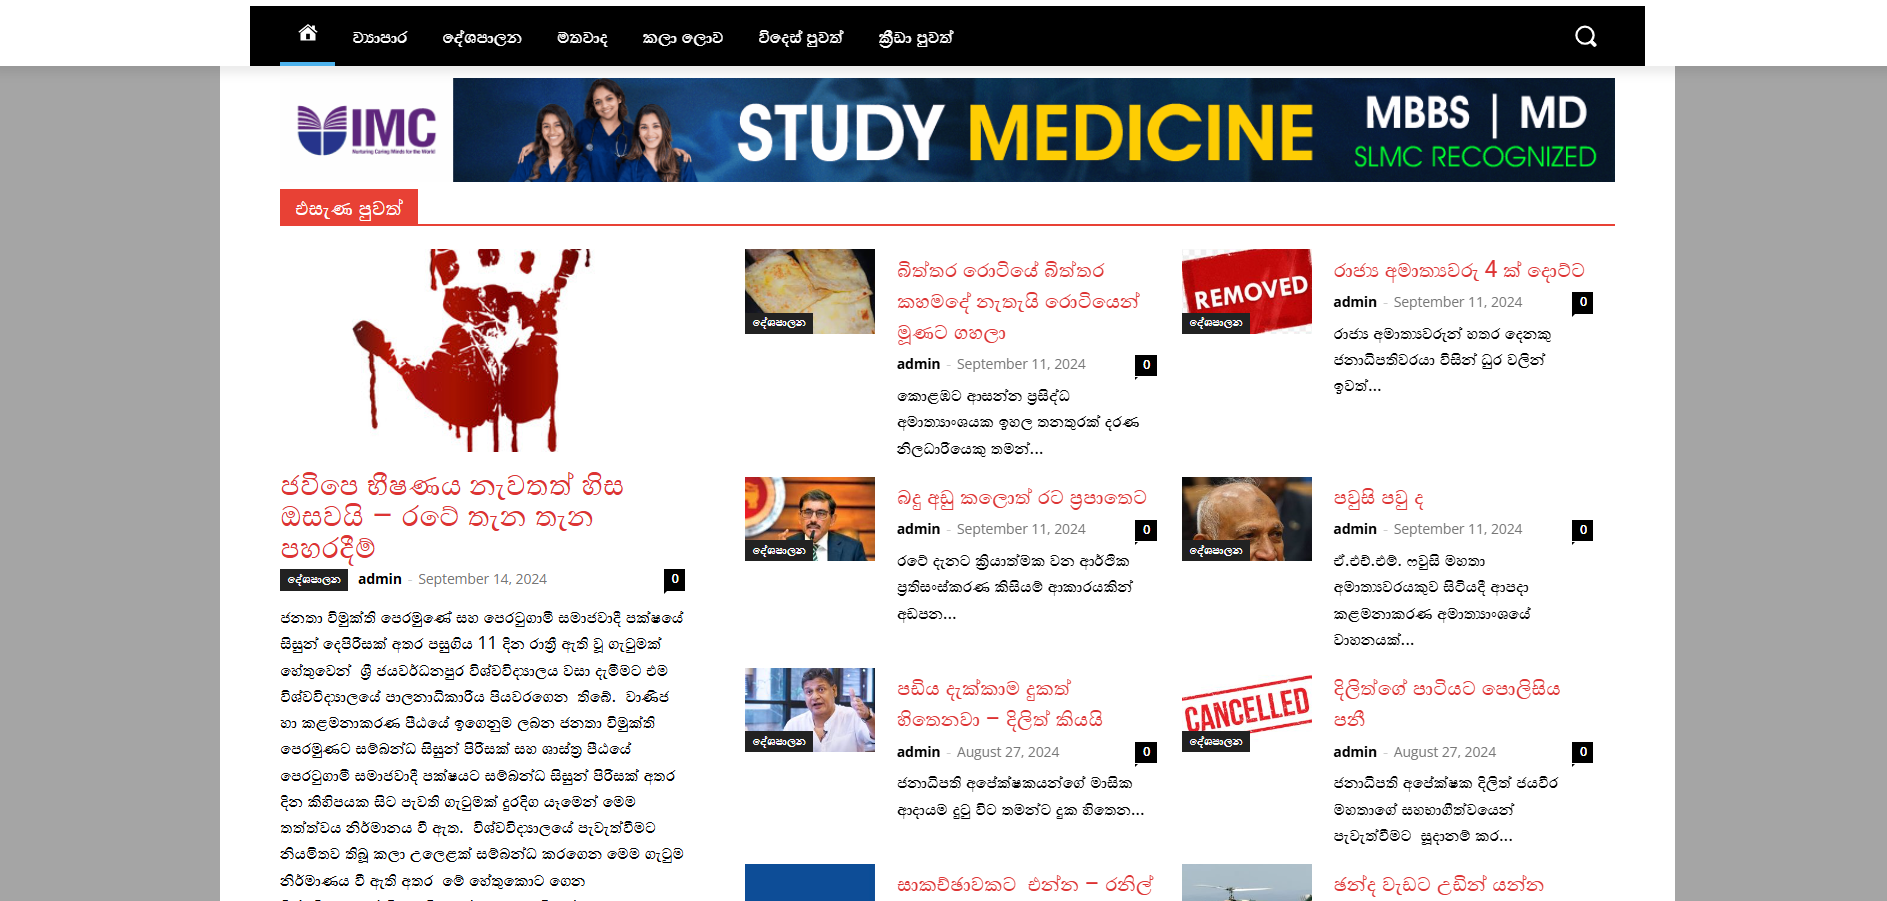 ව්‍යාපාර
දේශපාලන
මතවාද
කලා ලොව
විදෙස් පුවත්
ක්‍රීඩා පුවත්
IMC
Nurturing Caring Minds for the World
STUDY MEDICINE
MBBS | MD
SLMC RECOGNIZED
එසැණ පුවත්
ජවිපෙ භීෂණය නැවතත් හිස
ඔසවයි – රටේ තැන තැන
පහරදීම්
දේශපාලන admin - September 14, 2024 0
ජනතා විමුක්ති පෙරමුණේ සහ පෙරටුගාමී සමාජවාදී පක්ෂයේ
සිසුන් දෙපිරිසක් අතර පසුගිය 11 දින රාත්‍රී ඇති වූ ගැටුමක්
හේතුවෙන් ශ්‍රී ජයවර්ධනපුර විශ්වවිද්‍යාලය වසා දැමීමට එම
විශ්වවිද්‍යාලයේ පාලනාධිකාරිය පියවරගෙන තිබේ. වාණිජ
හා කළමනාකරණ පීඨයේ ඉගෙනුම ලබන ජනතා විමුක්ති
පෙරමුණට සම්බන්ධ සිසුන් පිරිසක් සහ ශාස්ත්‍ර පීඨයේ
පෙරටුගාමී සමාජවාදී පක්ෂයට සම්බන්ධ සිසුන් පිරිසක් අතර
දින කිහිපයක සිට පැවති ගැටුමක් දුරදිග යෑමෙන් මෙම
තත්ත්වය නිර්මානය වී ඇත. විශ්වවිද්‍යාලයේ පැවැත්වීමට
නියමිතව තිබූ කලා උලෙළක් සම්බන්ධ කරගෙන මෙම ගැටුම
නිර්මාණය වී ඇති අතර මේ හේතුකොට ගෙන
දේශපාලන
බිත්තර රොටියේ බිත්තර
කහමදේ නැතැයි රොටියෙන්
මූණට ගහලා
admin - September 11, 2024 0
කොළඹට ආසන්න ප්‍රසිද්ධ
අමාත්‍යාංශයක ඉහල තනතුරක් දරණ
නිලධාරීයෙකු තමන්...
REMOVED
දේශපාලන
රාජ්‍ය අමාත්‍යවරු 4 ක් දොට්ට
admin - September 11, 2024 0
රාජ්‍ය අමාත්‍යවරුන් හතර දෙනකු
ජනාධිපතිවරයා විසින් ධුර වලින්
ඉවත්...
දේශපාලන
බදු අඩු කලොත් රට ප්‍රපාතෙට
admin - September 11, 2024 0
රටේ දැනට ක්‍රියාත්මක වන ආර්ථික
ප්‍රතිසංස්කරණ කිසියම් ආකාරයකින්
අඩපන...
දේශපාලන
පවුසි පවු ද
admin - September 11, 2024 0
ඒ.එච්.එම්. ෆවුසි මහතා
අමාත්‍යවරයකුව සිටියදී ආපදා
කළමනාකරණ අමාත්‍යාංශයේ
වාහනයක්...
දේශපාලන
පඩිය දැක්කාම දුකත්
හිතෙනවා – දිලිත් කියයි
admin - August 27, 2024 0
ජනාධිපති අපේක්ෂකයන්ගේ මාසික
ආදායම දුටු විට තමන්ට දුක හිතෙන...
CANCELLED
දේශපාලන
දිලිත්ගේ පාටියට පොලිසිය
පනී
admin - August 27, 2024 0
ජනාධිපති අපේක්ෂක දිලිත් ජයවීර
මහතාගේ සහභාගීත්වයෙන්
පැවැත්වීමට සූදානම් කර...
සාකච්ඡාවකට එන්න – රනිල්
ඡන්ද වැඩට උඩින් යන්න